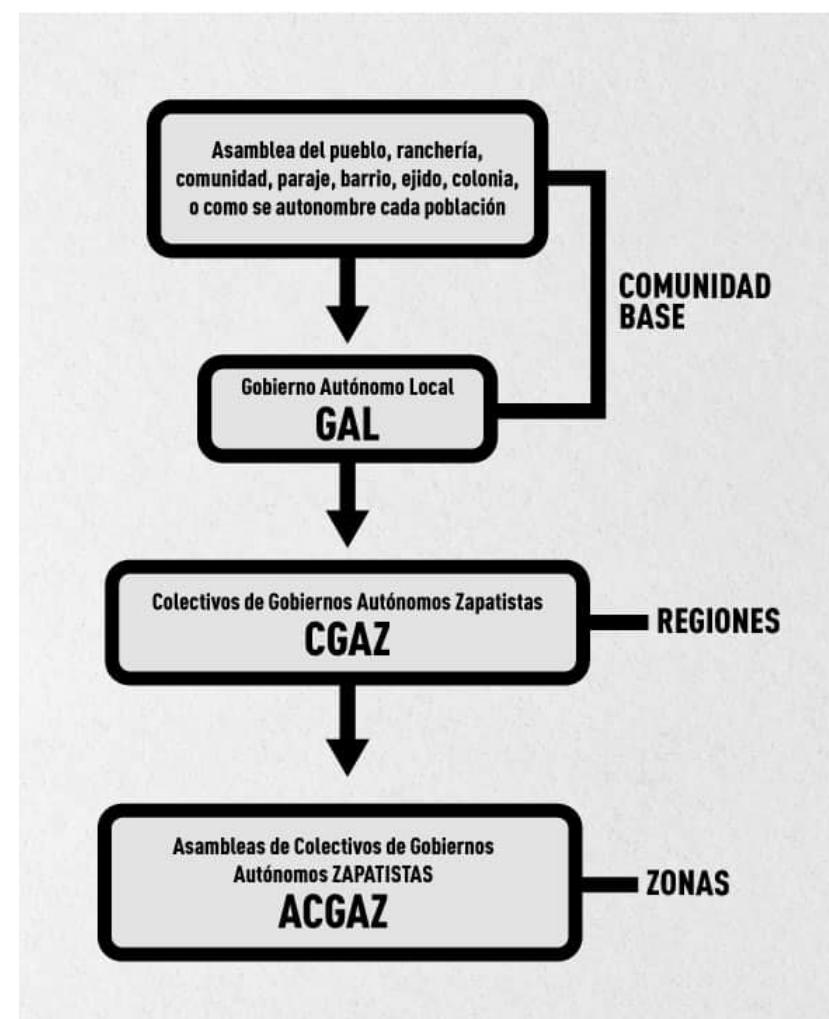 Asamblea del pueblo, ranchería,
comunidad, paraje, barrio, ejido, colonia,
o como se autonombre cada población
COMUNIDAD
BASE
Gobierno Autónomo Local
GAL
Colectivos de Gobiernos Autónomos Zapatistas
CGAZ
REGIONES
Asambleas de Colectivos de Gobiernos
Autónomos ZAPATISTAS
ACGAZ
ZONAS